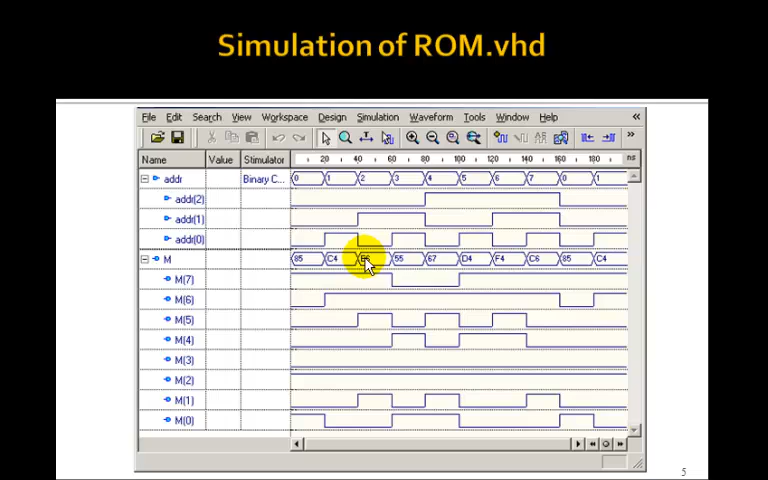 Simulation of ROM.vhd
File Edit Search View Workspace Design Simulation Waveform Tools Window Help «
Name Value Stimulator 20 40 60 80 100 120 140 160 180 ns
addr Binary C... 0 1 2 3 4 5 6 7 0 1
addr(2)
addr(1)
addr(0)
M 85 C4 55 67 D4 F4 C6 85 C4
M(7)
M(6)
M(5)
M(4)
M(3)
M(2)
M(1)
M(0)
5